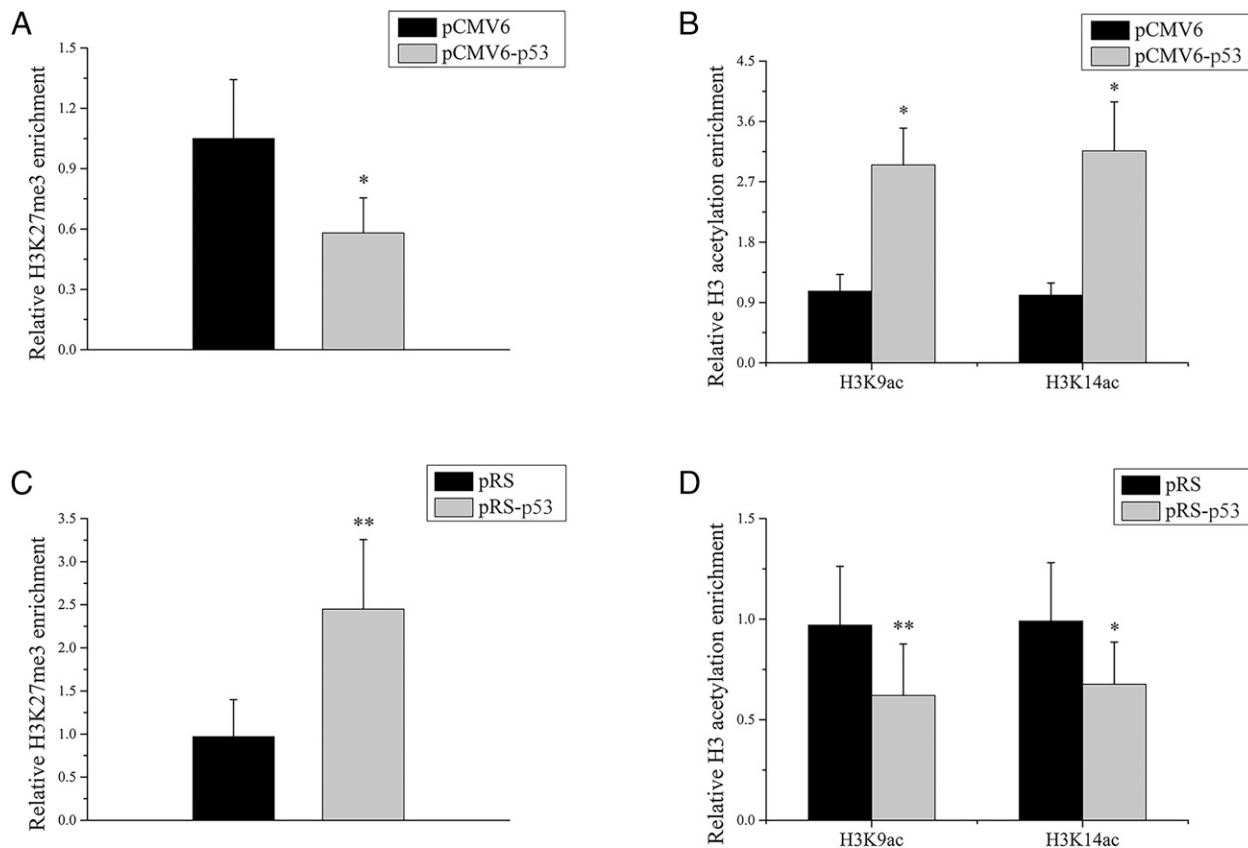 A
pCMV6
pCMV6-p53
Relative H3K27me3 enrichment
1.5
1.2
0.9
0.6
0.3
0.0
*
B
pCMV6
pCMV6-p53
Relative H3 acetylation enrichment
4.5
3.6
2.7
1.8
0.9
0.0
*
*
H3K9ac
H3K14ac
C
pRS
pRS-p53
Relative H3K27me3 enrichment
3.5
3.0
2.5
2.0
1.5
1.0
0.5
0.0
**
D
pRS
pRS-p53
Relative H3 acetylation enrichment
1.5
1.0
0.5
0.0
**
*
H3K9ac
H3K14ac